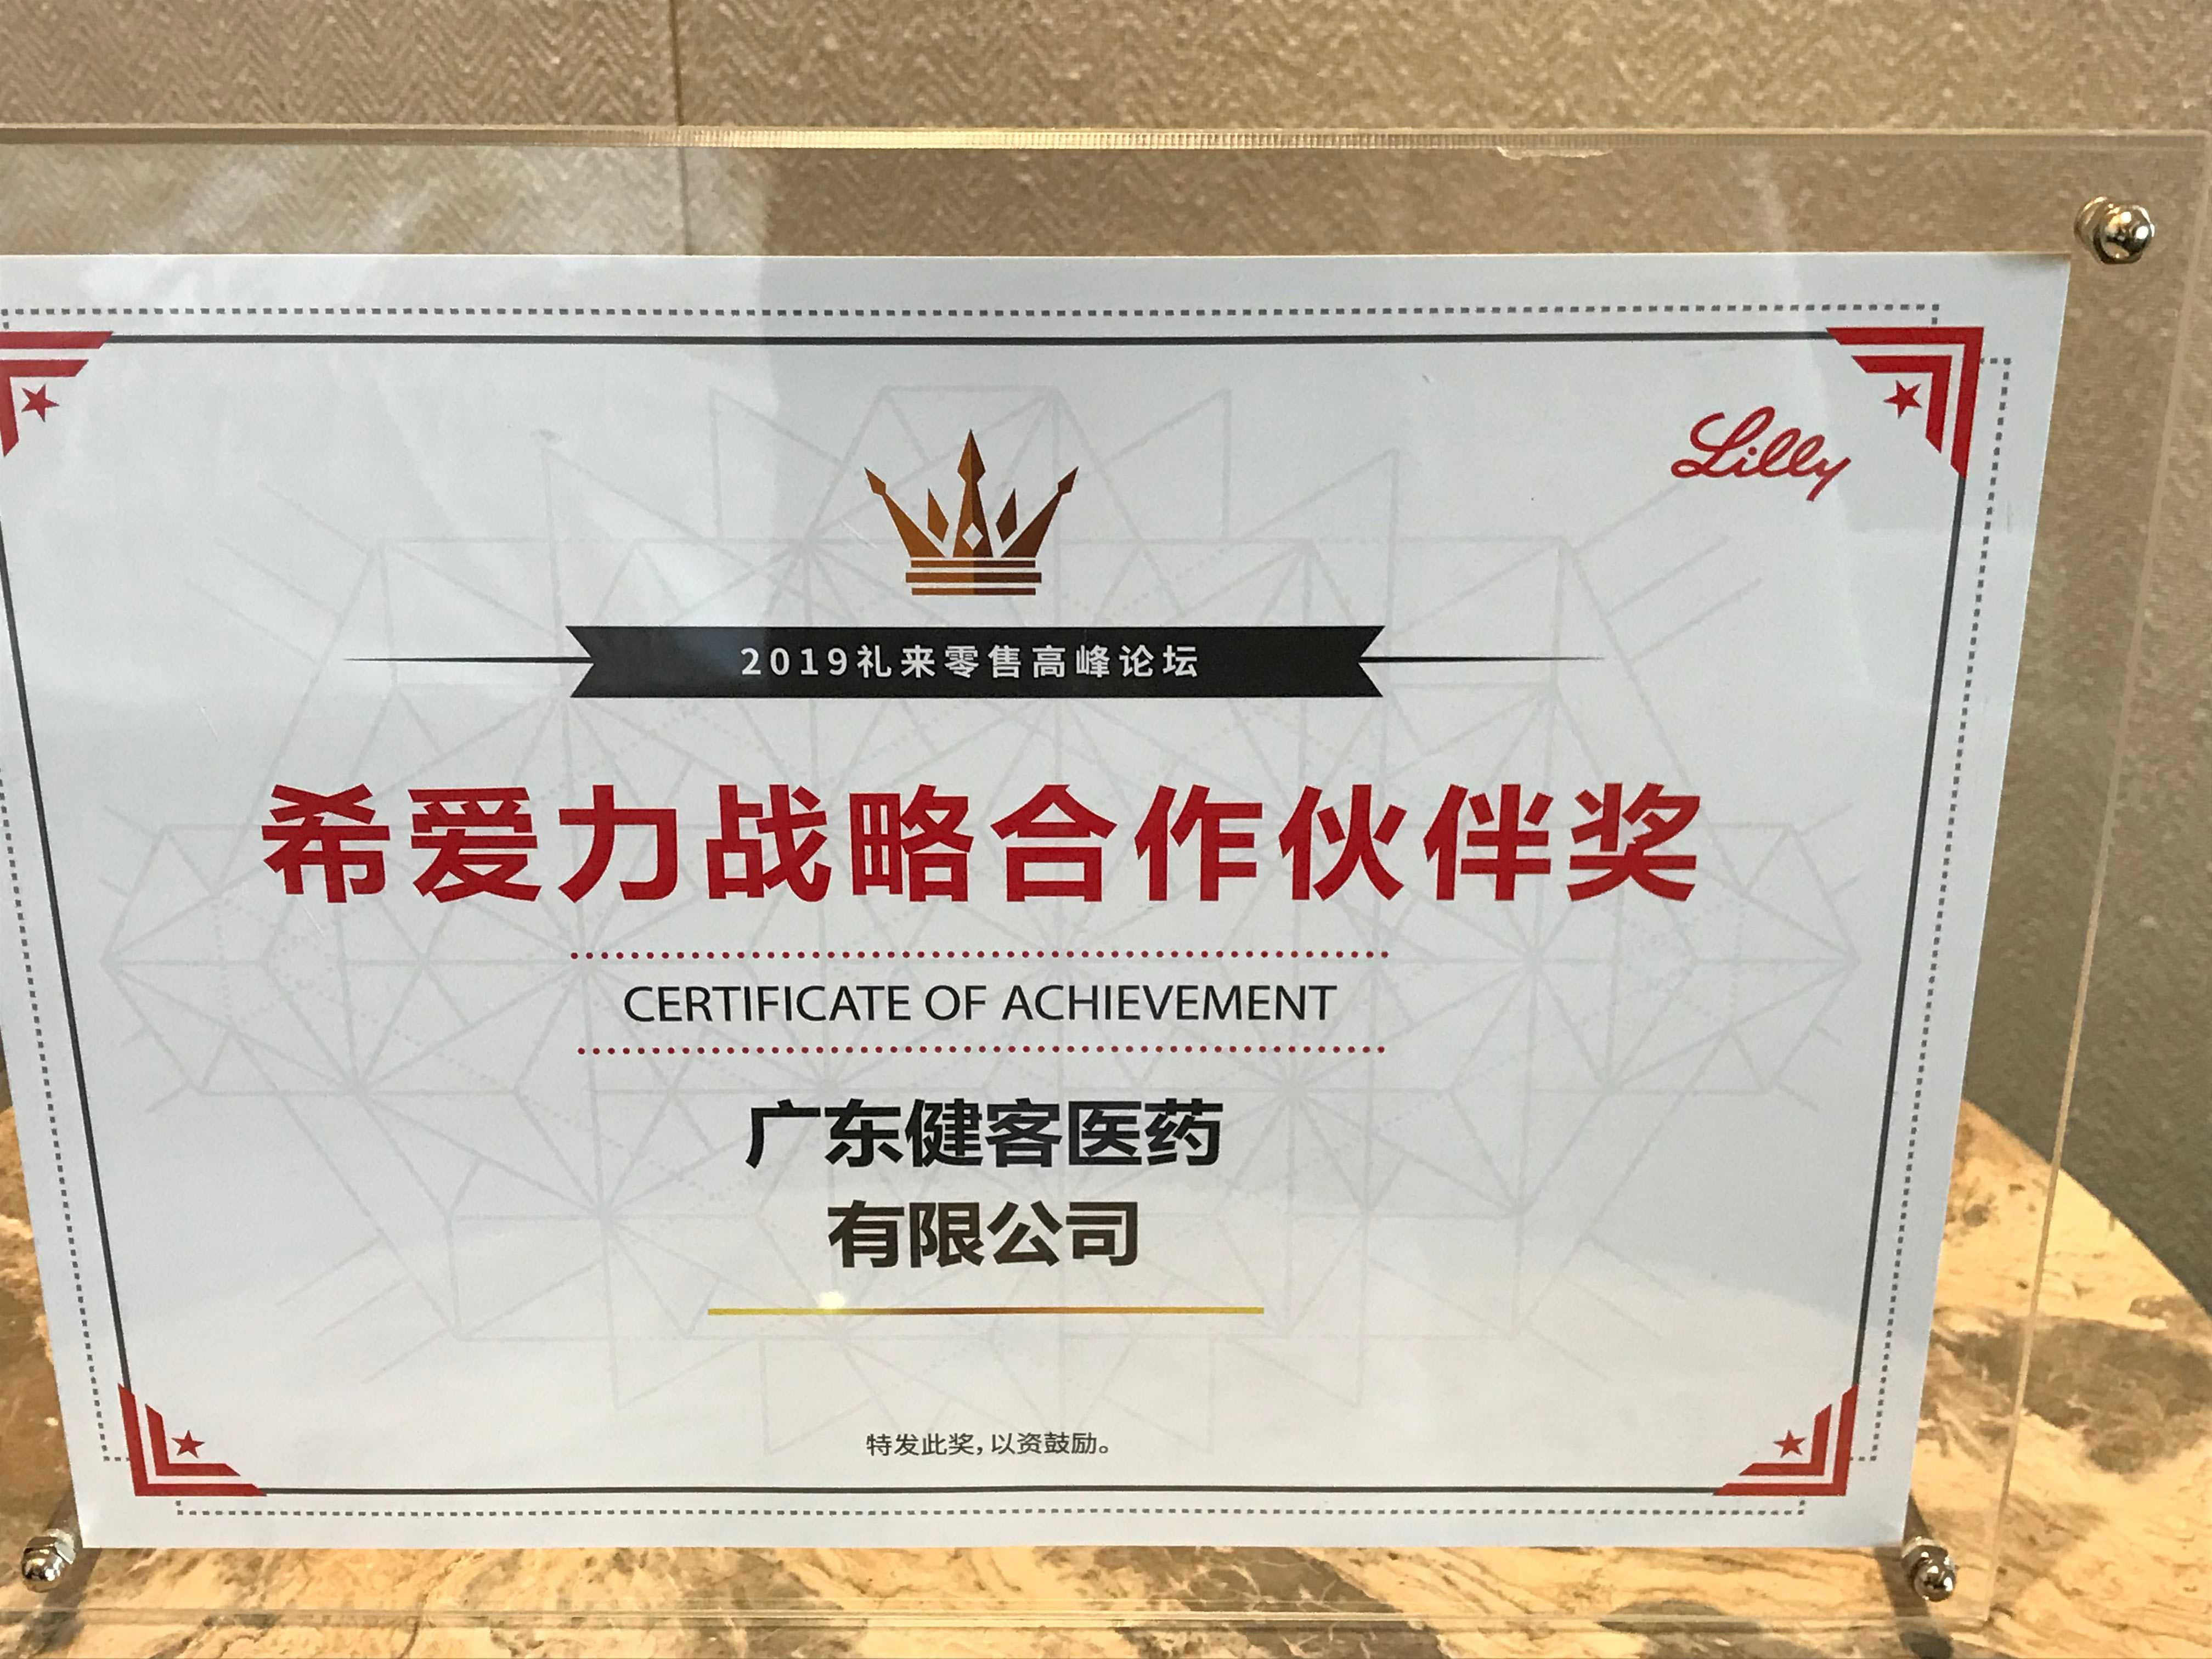 Lilly
2019礼来零售高峰论坛
希爱力战略合作伙伴奖
CERTIFICATE OF ACHIEVEMENT
广东健客医药
有限公司
特发此奖，以资鼓励。